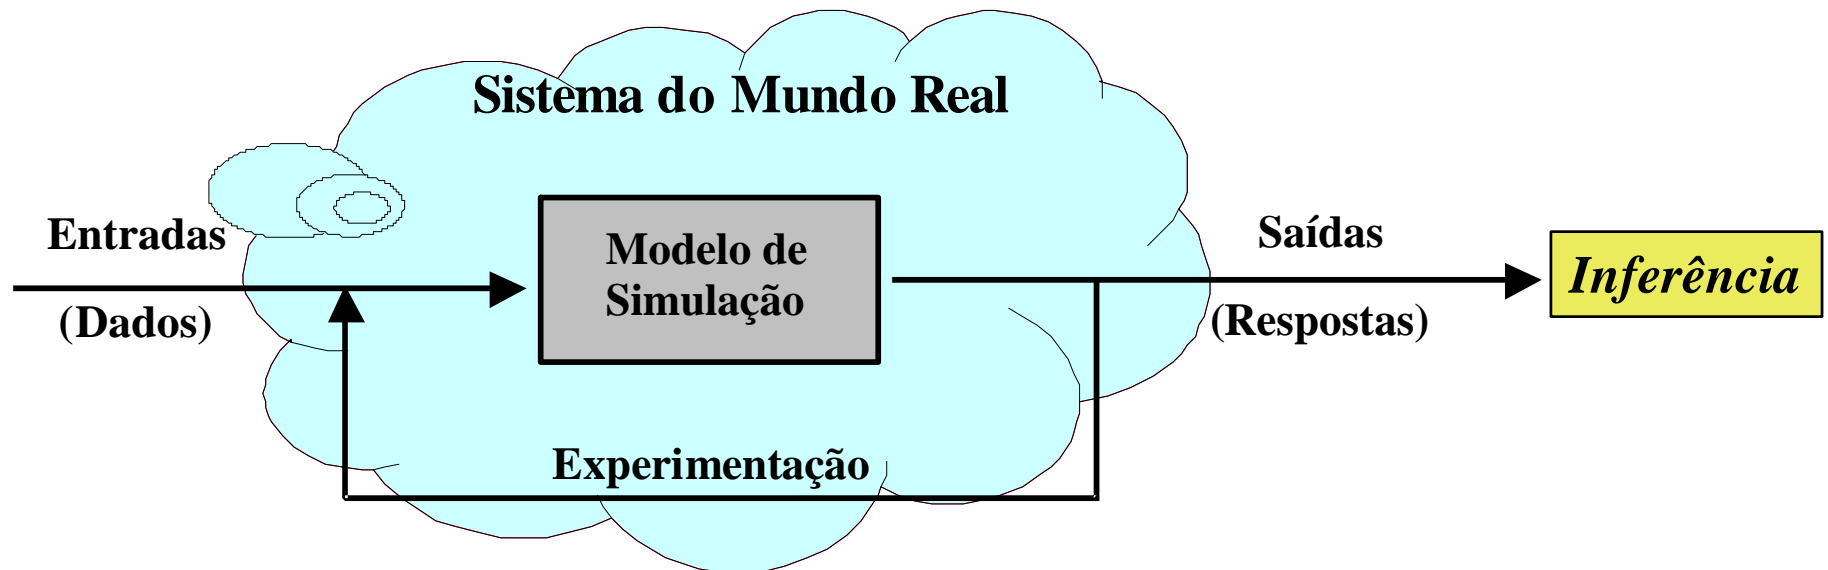 Sistema do Mundo Real
Entradas
(Dados)
Modelo de
Simulação
Saídas
(Respostas)
Inferência
Experimentação